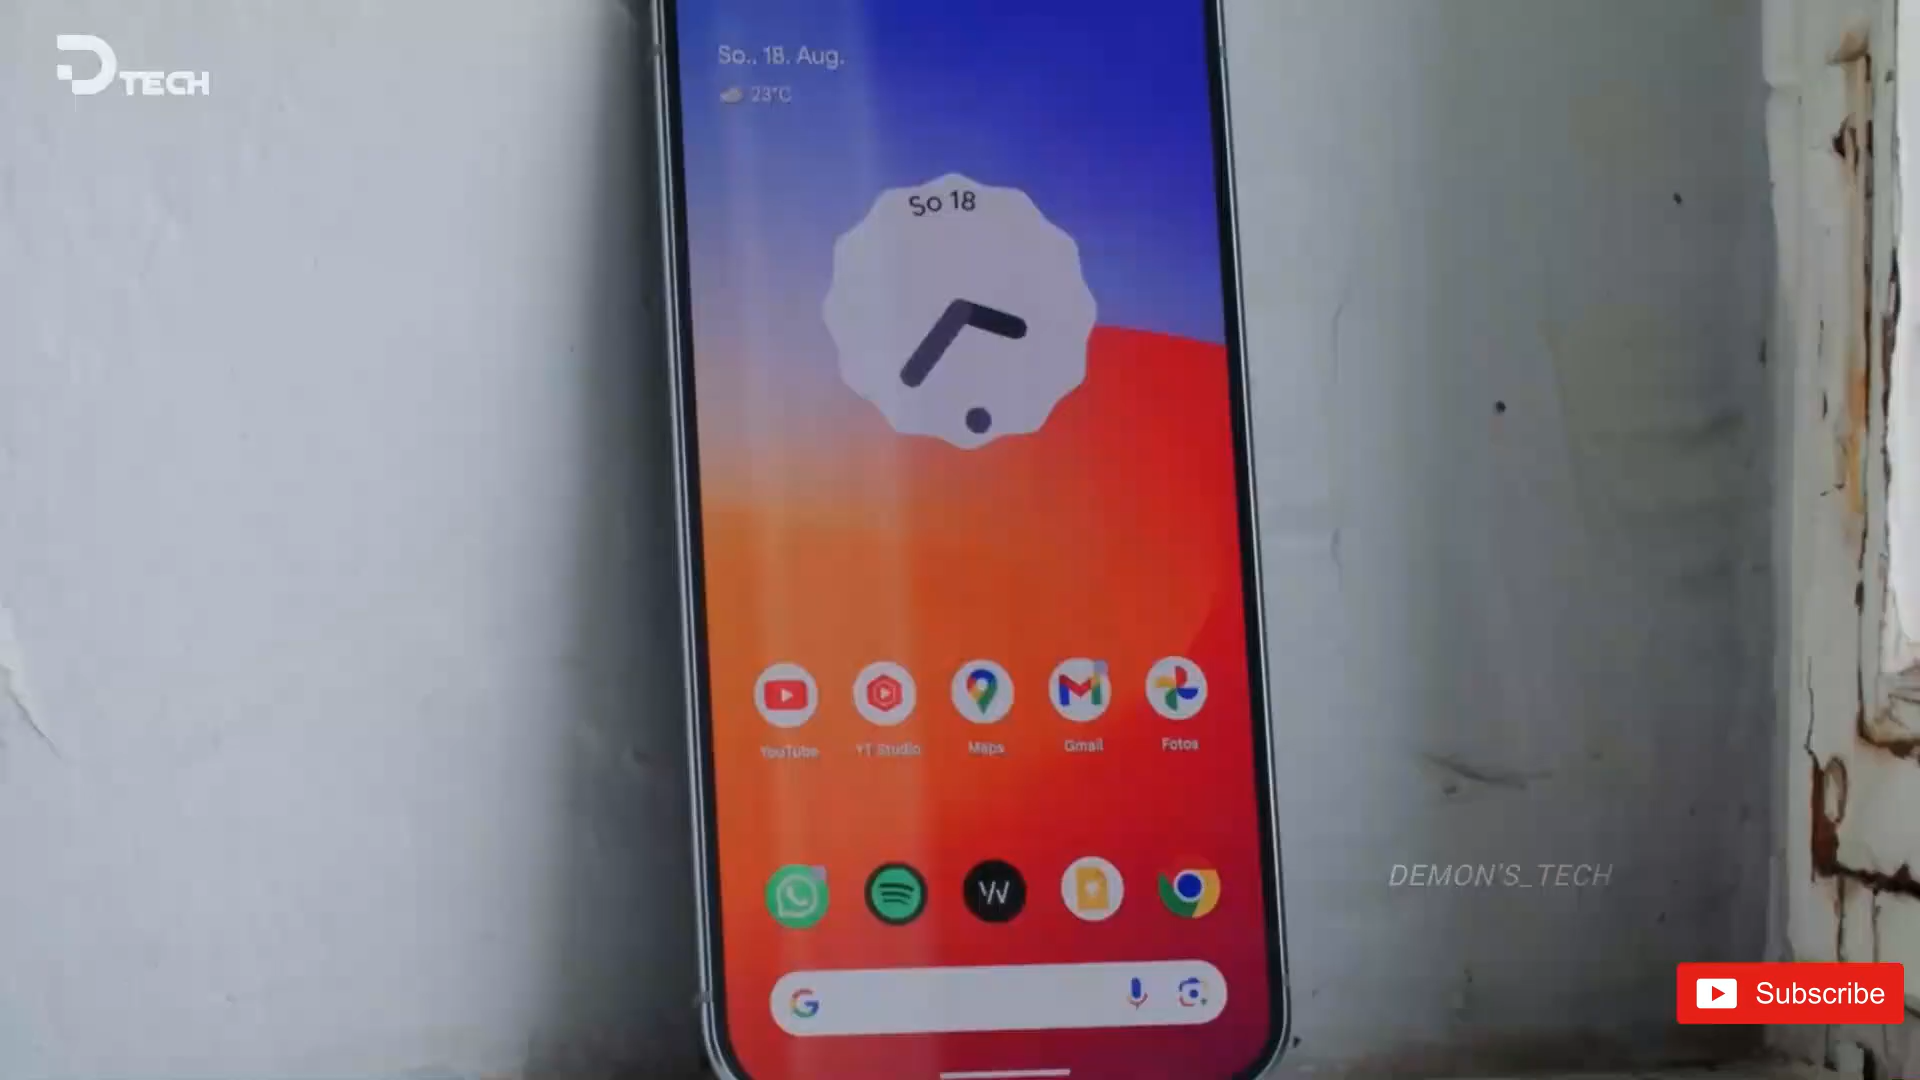 D TECH
So., 18. Aug.
23°C
So 18
YouTube
YT Studio
Maps
Gmail
Fotos
W
G
DEMON'S_TECH
Subscribe